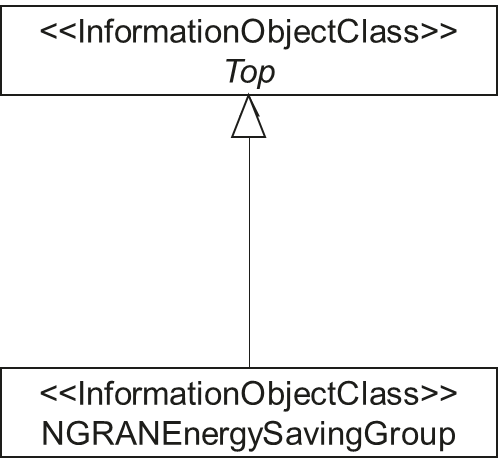 <<InformationObjectClass>>
Top
<<InformationObjectClass>>
NGRANEnergySavingGroup